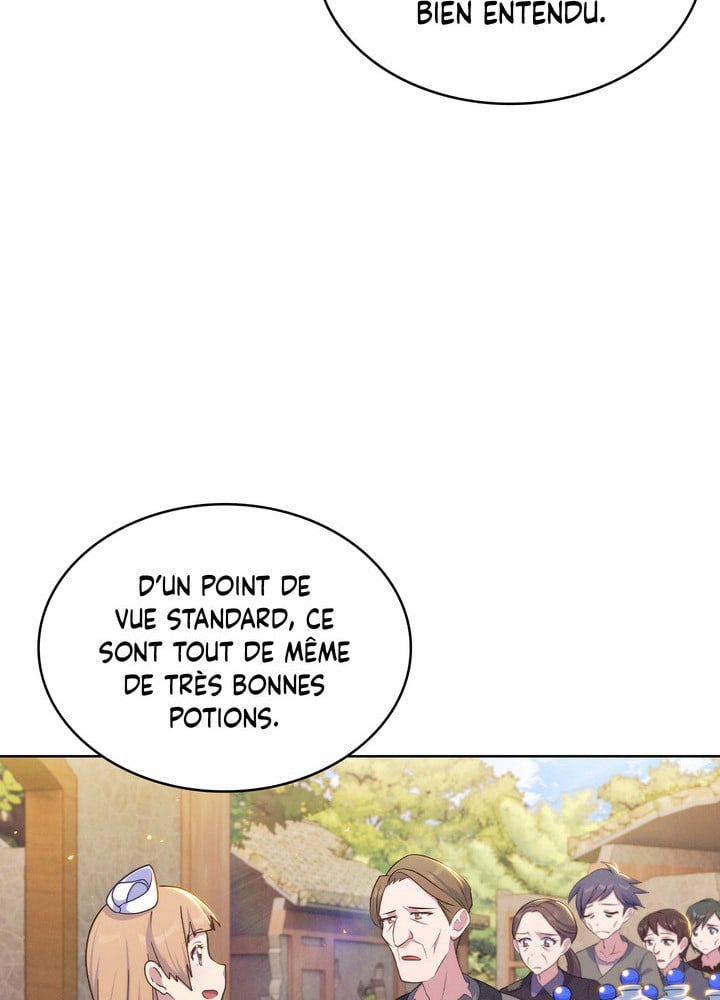 BIEN ENTENDU.
D'UN POINT DE
VUE STANDARD, CE
SONT TOUT DE MÊME
DE TRÈS BONNES
POTIONS.